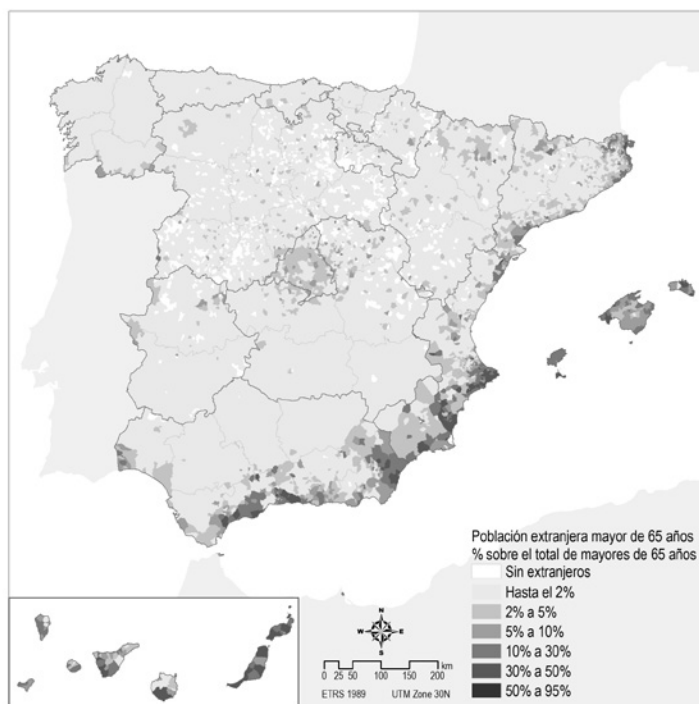 Población extranjera mayor de 65 años
% sobre el total de mayores de 65 años
Sin extranjeros
Hasta el 2%
2% a 5%
5% a 10%
10% a 30%
30% a 50%
50% a 95%
N
W E
S
km
0 25 50 100 150 200
ETRS 1989 UTM Zone 30N